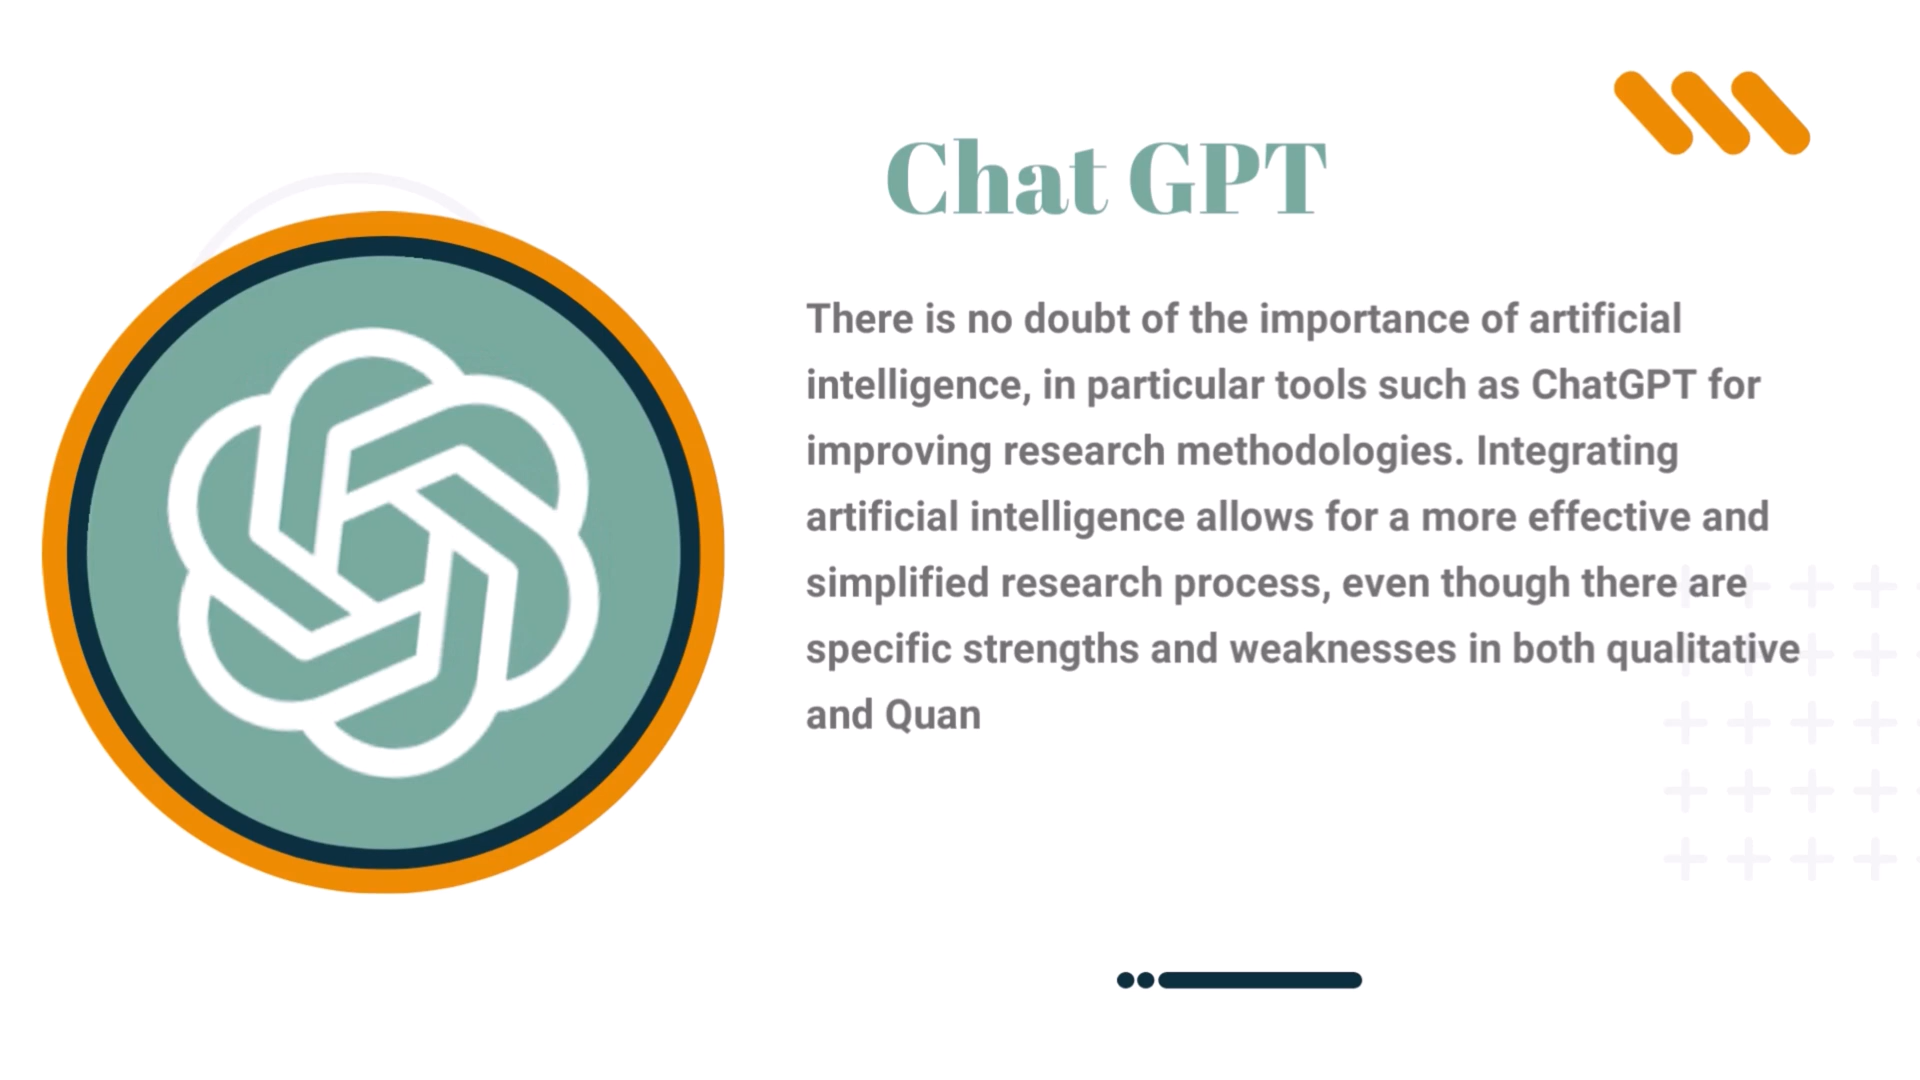 Chat GPT
There is no doubt of the importance of artificial
intelligence, in particular tools such as ChatGPT for
improving research methodologies. Integrating
artificial intelligence allows for a more effective and
simplified research process, even though there are
specific strengths and weaknesses in both qualitative
and Quan